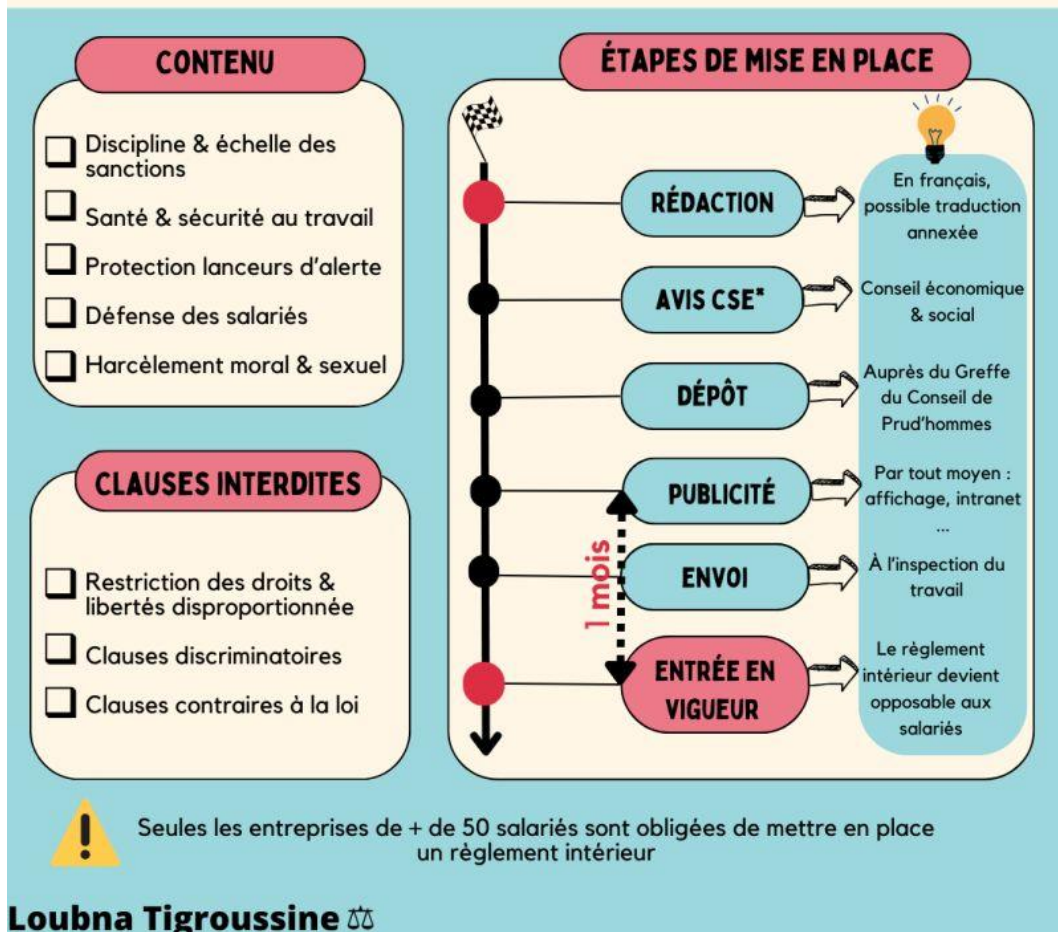 CONTENU
Discipline & échelle des
sanctions
Santé & sécurité au travail
Protection lanceurs d'alerte
Défense des salariés
Harcèlement moral & sexuel
CLAUSES INTERDITES
Restriction des droits &
libertés disproportionnée
Clauses discriminatoires
Clauses contraires à la loi
ÉTAPES DE MISE EN PLACE
RÉDACTION
En français,
possible traduction
annexée
AVIS CSE*
Conseil économique
& social
DÉPÔT
Auprès du Greffe
du Conseil de
Prud'hommes
PUBLICITÉ
Par tout moyen :
affichage, intranet
...
1 mois
ENVOI
À l'inspection du
travail
ENTRÉE EN
VIGUEUR
Le règlement
intérieur devient
opposable aux
salariés
Seules les entreprises de + de 50 salariés sont obligées de mettre en place
un règlement intérieur
Loubna Tigroussine ⚖